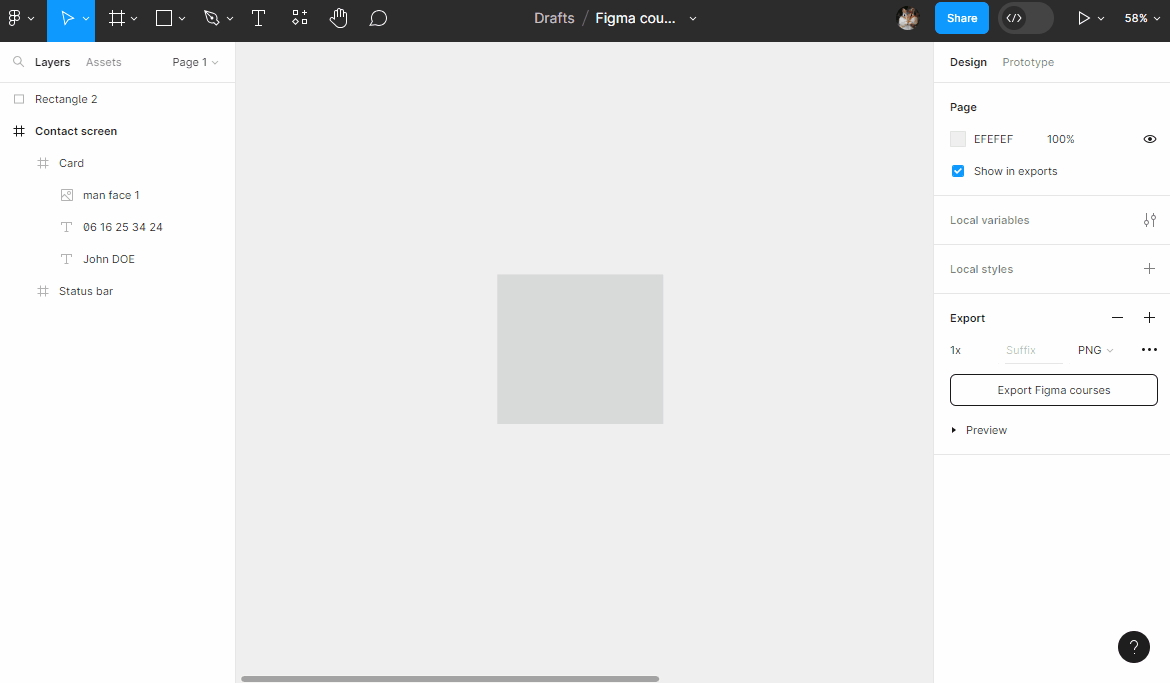 Drafts / Figma cou...
Share
</>
58%
Layers Assets Page 1
Rectangle 2
Contact screen
Card
man face 1
06 16 25 34 24
John DOE
Status bar
Design Prototype
Page
EFEFEF 100%
Show in exports
Local variables
Local styles
Export
1x Suffix PNG
Export Figma courses
Preview
?